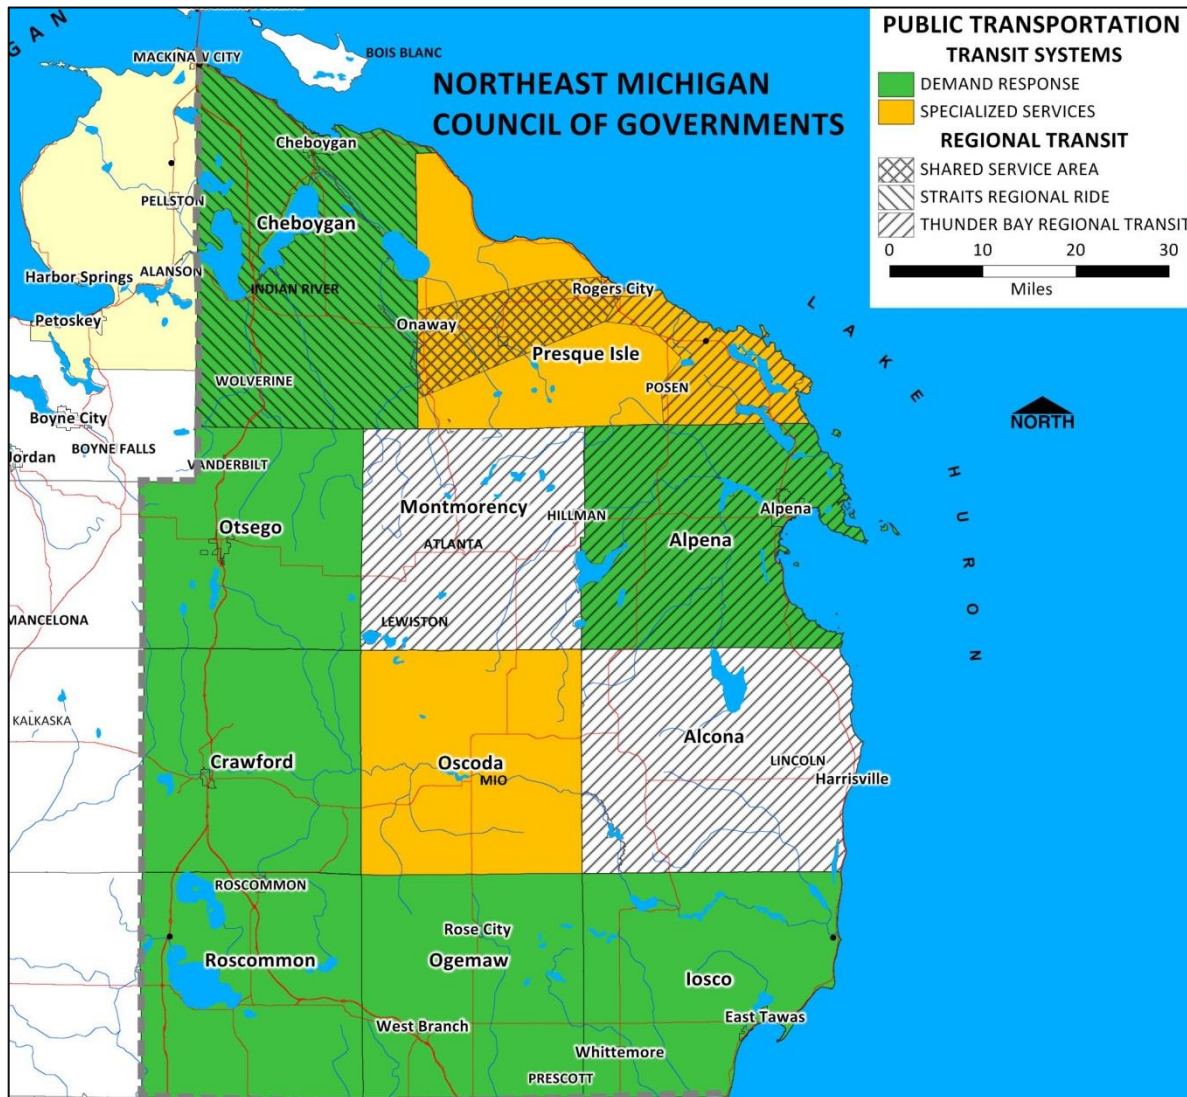 G A N
MACKINAW CITY
BOIS BLANC
NORTHEAST MICHIGAN
COUNCIL OF GOVERNMENTS
PUBLIC TRANSPORTATION
TRANSIT SYSTEMS
DEMAND RESPONSE
SPECIALIZED SERVICES
REGIONAL TRANSIT
SHARED SERVICE AREA
STRAITS REGIONAL RIDE
THUNDER BAY REGIONAL TRANSIT
0 10 20 30
Miles
Cheboygan
PELLSTON
Cheboygan
Harbor Springs
ALANSON
INDIAN RIVER
Rogers City
Petoskey
Onaway
Presque Isle
LAKE HURON
WOLVERINE
POSEN
Boyne City
NORTH
BOYNE FALLS
Jordan
VANDERBILT
Montmorency
HILLMAN
Alpena
Otsego
ATLANTA
Alpena
MANCELONA
LEWISTON
KALKASKA
Crawford
Oscoda
MIO
Alcona
LINCOLN
Harrisville
ROSCOMMON
Rose City
Roscommon
Ogemaw
Iosco
West Branch
East Tawas
Whittemore
PRESCOTT